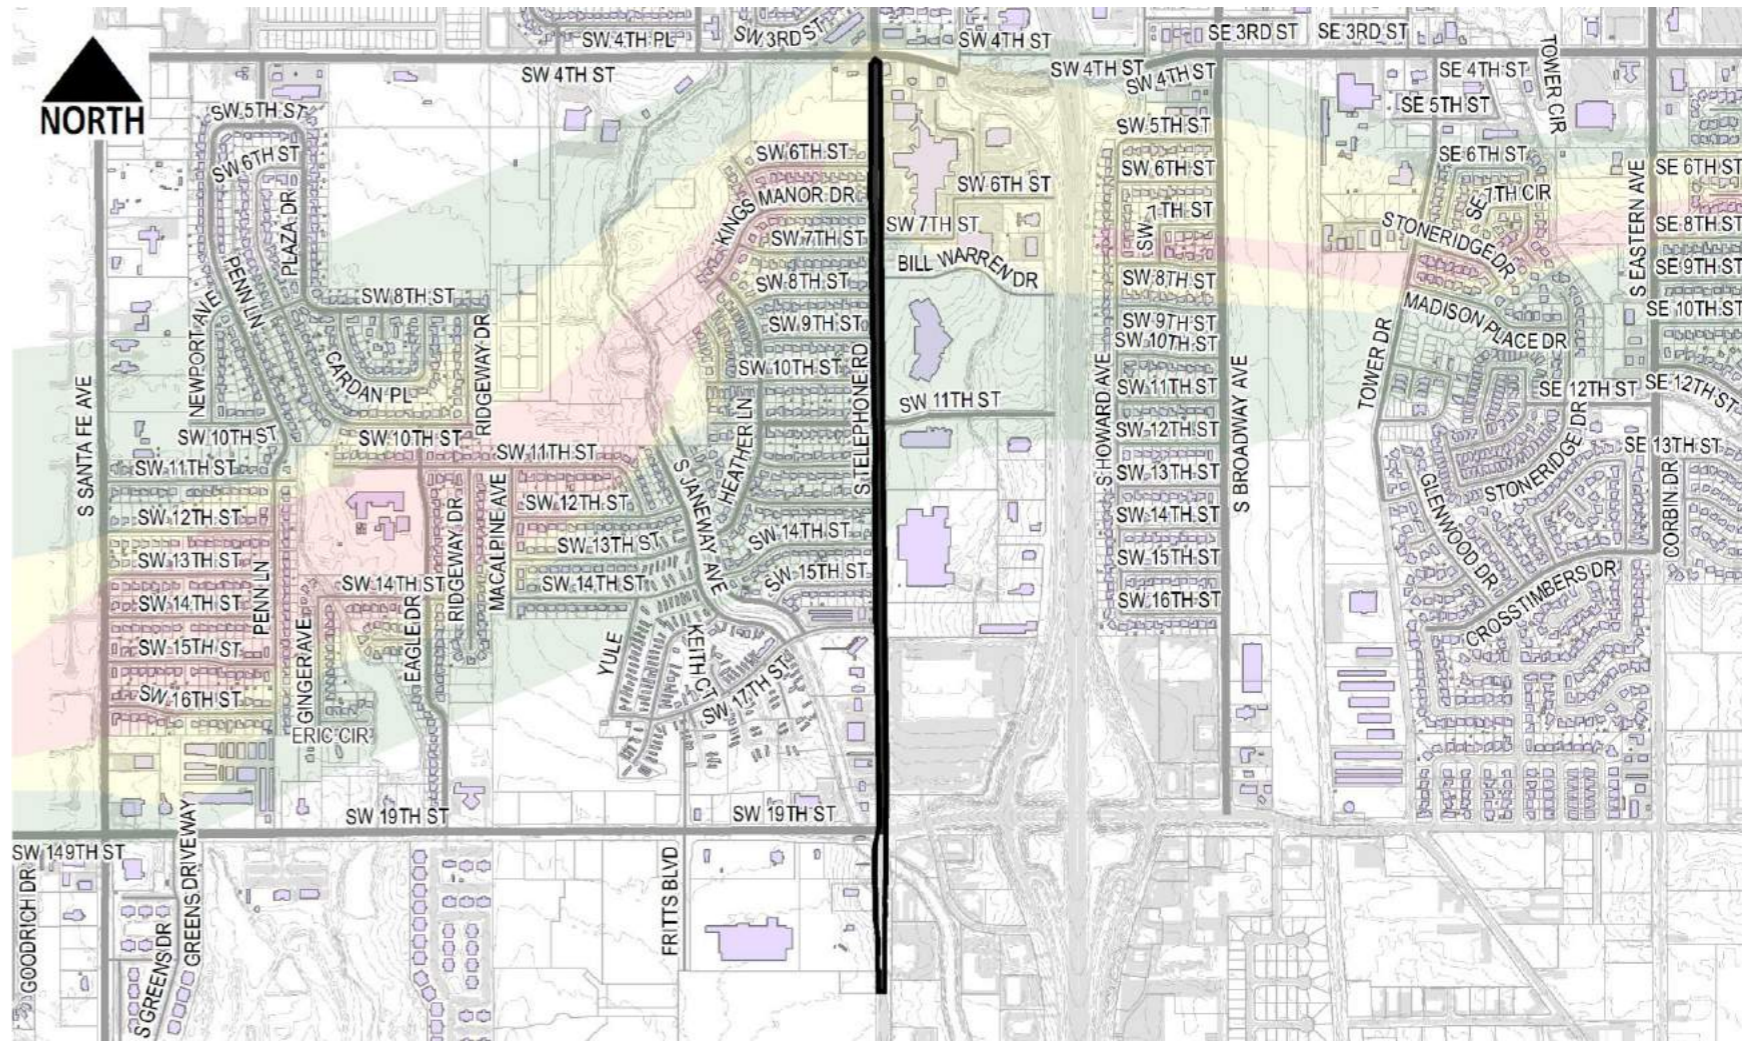 NORTH
SW 4TH PL
SW 3RD ST
SW 4TH ST
SE 3RD ST
SE 3RD ST
SW 4TH ST
SW 4TH ST
SW 4TH ST
SE 4TH ST
TOWER CIR
SE 5TH ST
SW 5TH ST
SW 5TH ST
SW 6TH ST
SW 6TH ST
SW 6TH ST
SE 6TH ST
SE 6TH ST
SW 6TH ST
MANOR DR
KINGS
PLAZA DR
SE 7TH CIR
S EASTERN AVE
SW 7TH ST
SW 7TH ST
SW 7TH ST
STONERIDGE DR
SE 8TH ST
PENN LN
BILL WARREN DR
SW 8TH ST
SW 8TH ST
SW 8TH ST
SE 9TH ST
NEWPORT AVE
RIDGEWAY DR
SW 9TH ST
SW 9TH ST
MADISON PLACE DR
SE 10TH ST
CARDAN PL
SW 10TH ST
SW 10TH ST
TOWER DR
S SANTA FE AVE
S TELEPHONE RD
S HOWARD AVE
S BROADWAY AVE
SW 11TH ST
SW 11TH ST
SE 12TH ST
SE 12TH ST
SW 10TH ST
SW 10TH ST
HEATHER LN
SW 12TH ST
STONERIDGE DR
SE 13TH ST
SW 11TH ST
SW 11TH ST
SW 13TH ST
S JANEWAY AVE
GLENWOOD DR
CORBIN DR
SW 12TH ST
SW 12TH ST
MACALPINE AVE
RIDGEWAY DR
SW 14TH ST
SW 14TH ST
SW 13TH ST
SW 13TH ST
SW 15TH ST
SW 15TH ST
SW 14TH ST
SW 14TH ST
SW 14TH ST
PENN LN
CROSSTIMBERS DR
SW 16TH ST
SW 15TH ST
GINGER AVE
EAGLE DR
YULE
KEITH CT
SW 17TH ST
SW 16TH ST
ERIC CIR
SW 19TH ST
SW 19TH ST
GREENS DRIVEWAY
SW 149TH ST
GOODRICH DR
S GREENS DR
FRITTS BLVD